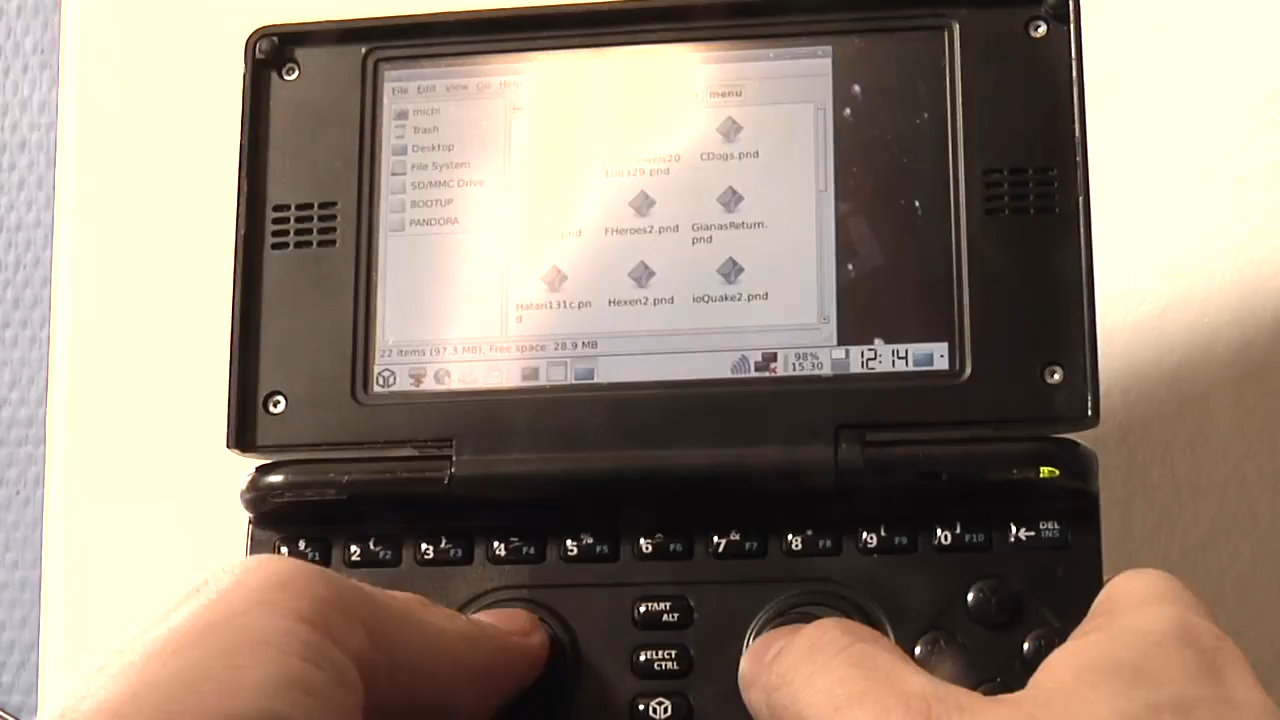 File Edit View Go Help
menu
michi
Trash
Desktop
File System
SD/MMC Drive
BOOTUP
PANDORA
CDogs.pnd
.pnd
FHeroes2.pnd
GianasReturn.
pnd
Hatari131c.pn
d
Hexen2.pnd
ioQuake2.pnd
22 items (97.3 MB), Free space: 28.9 MB
98%
15:30
12:14
F1
2 F2
3 F3
4 F4
5 % F5
6 ^ F6
7 & F7
8 * F8
9 F9
0 F10
DEL
INS
START
ALT
SELECT
CTRL